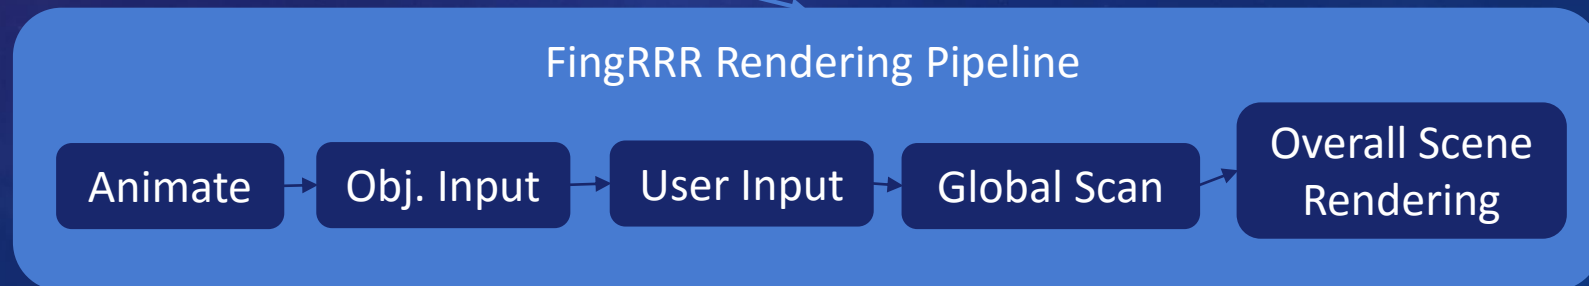 FingRRR Rendering Pipeline
Animate
Obj. Input
User Input
Global Scan
Overall Scene
Rendering